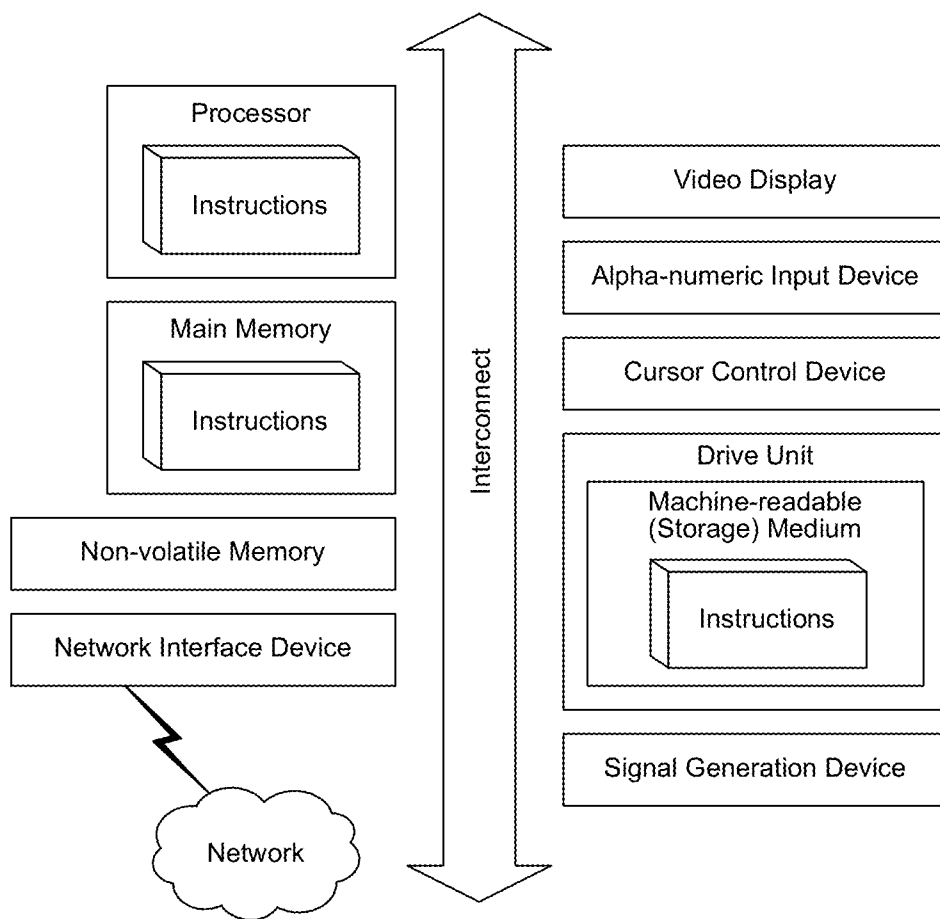 Processor
Instructions
Main Memory
Instructions
Non-volatile Memory
Network Interface Device
Network
Interconnect
Video Display
Alpha-numeric Input Device
Cursor Control Device
Drive Unit
Machine-readable
(Storage) Medium
Instructions
Signal Generation Device